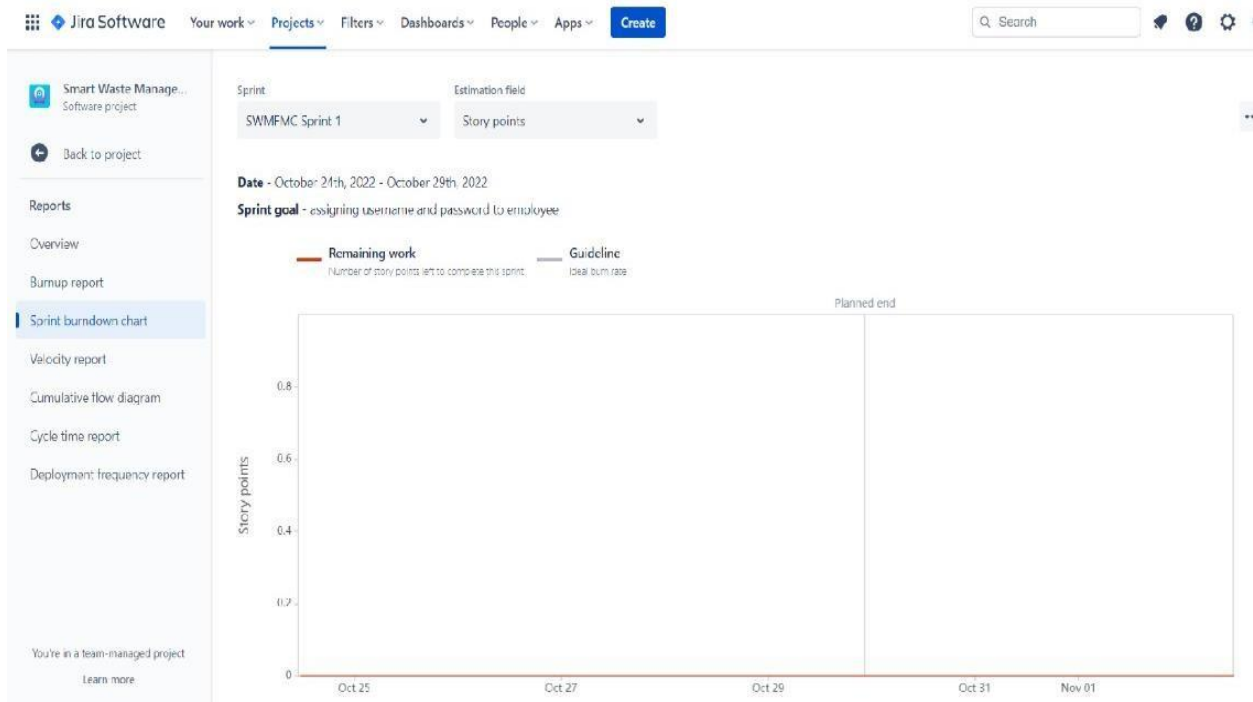 Jira Software Your work Projects Filters Dashboards People Apps Create Search
Smart Waste Manage...
Software project
Back to project
Reports
Overview
Burnup report
Sprint burndown chart
Velocity report
Cumulative flow diagram
Cycle time report
Deployment frequency report
You're in a team-managed project
Learn more
Sprint Estimation field
SWMFMC Sprint 1 Story points
Date - October 24th, 2022 - October 29th, 2022
Sprint goal - assigning username and password to employee
Remaining work Guideline
Number of story points left to complete this sprint Ideal burn rate
Planned end
Story points
0.8
0.6
0.4
0.2
0
Oct 25 Oct 27 Oct 29 Oct 31 Nov 01